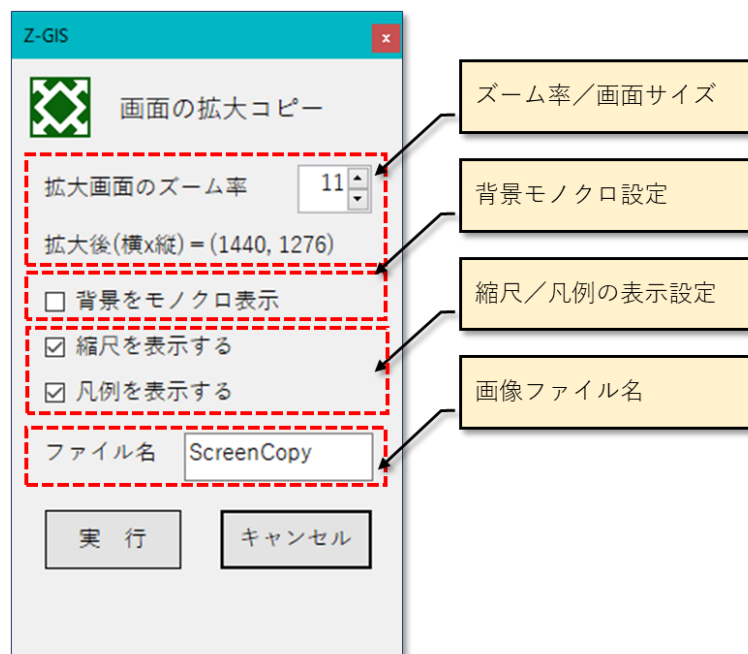 Z-GIS
x
画面の拡大コピー
拡大画面のズーム率 11
拡大後(横x縦) = (1440, 1276)
背景をモノクロ表示
縮尺を表示する
凡例を表示する
ファイル名 ScreenCopy
実 行 キャンセル
ズーム率／画面サイズ
背景モノクロ設定
縮尺／凡例の表示設定
画像ファイル名